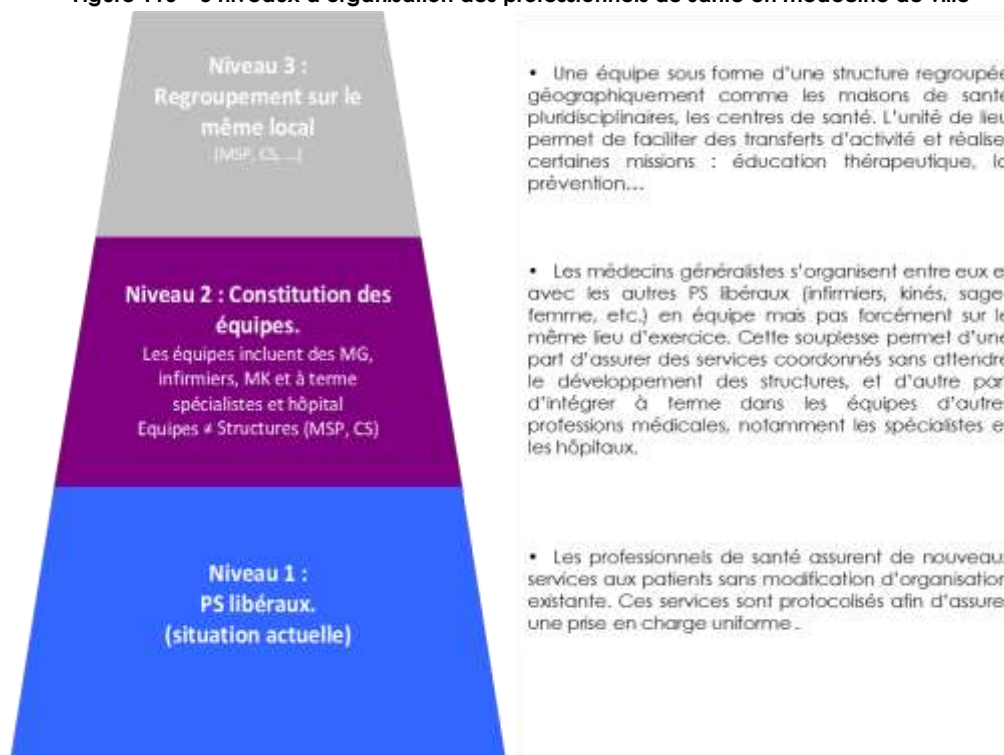 3 niveaux d'organisation des professionnels de santé en médecine de ville
Niveau 3 :
Regroupement sur le
même local
(MSP, CS, ...)
• Une équipe sous forme d'une structure regroupée
géographiquement comme les maisons de santé
pluridisciplinaires, les centres de santé. L'unité de lieu
permet de faciliter des transferts d'activité et réalise
certaines missions : éducation thérapeutique,
prévention...
Niveau 2 : Constitution des
équipes.
Les équipes incluent des MG,
infirmiers, MK et à terme
spécialistes et hôpital
Equipes ≠ Structures (MSP, CS)
• Les médecins généralistes s'organisent entre eux e
avec les autres PS libéraux (infirmiers, kinés, sage
femme, etc.) en équipe mais pas forcément sur le
même lieu d'exercice. Cette souplesse permet d'une
part d'assurer des services coordonnés sans attendre
le développement des structures, et d'autre par
d'intégrer à terme dans les équipes d'autres
professions médicales, notamment les spécialistes e
les hôpitaux.
Niveau 1 :
PS libéraux.
(situation actuelle)
• Les professionnels de santé assurent de nouveaux
services aux patients sans modification d'organisation
existante. Ces services sont protocolisés afin d'assure
une prise en charge uniforme .